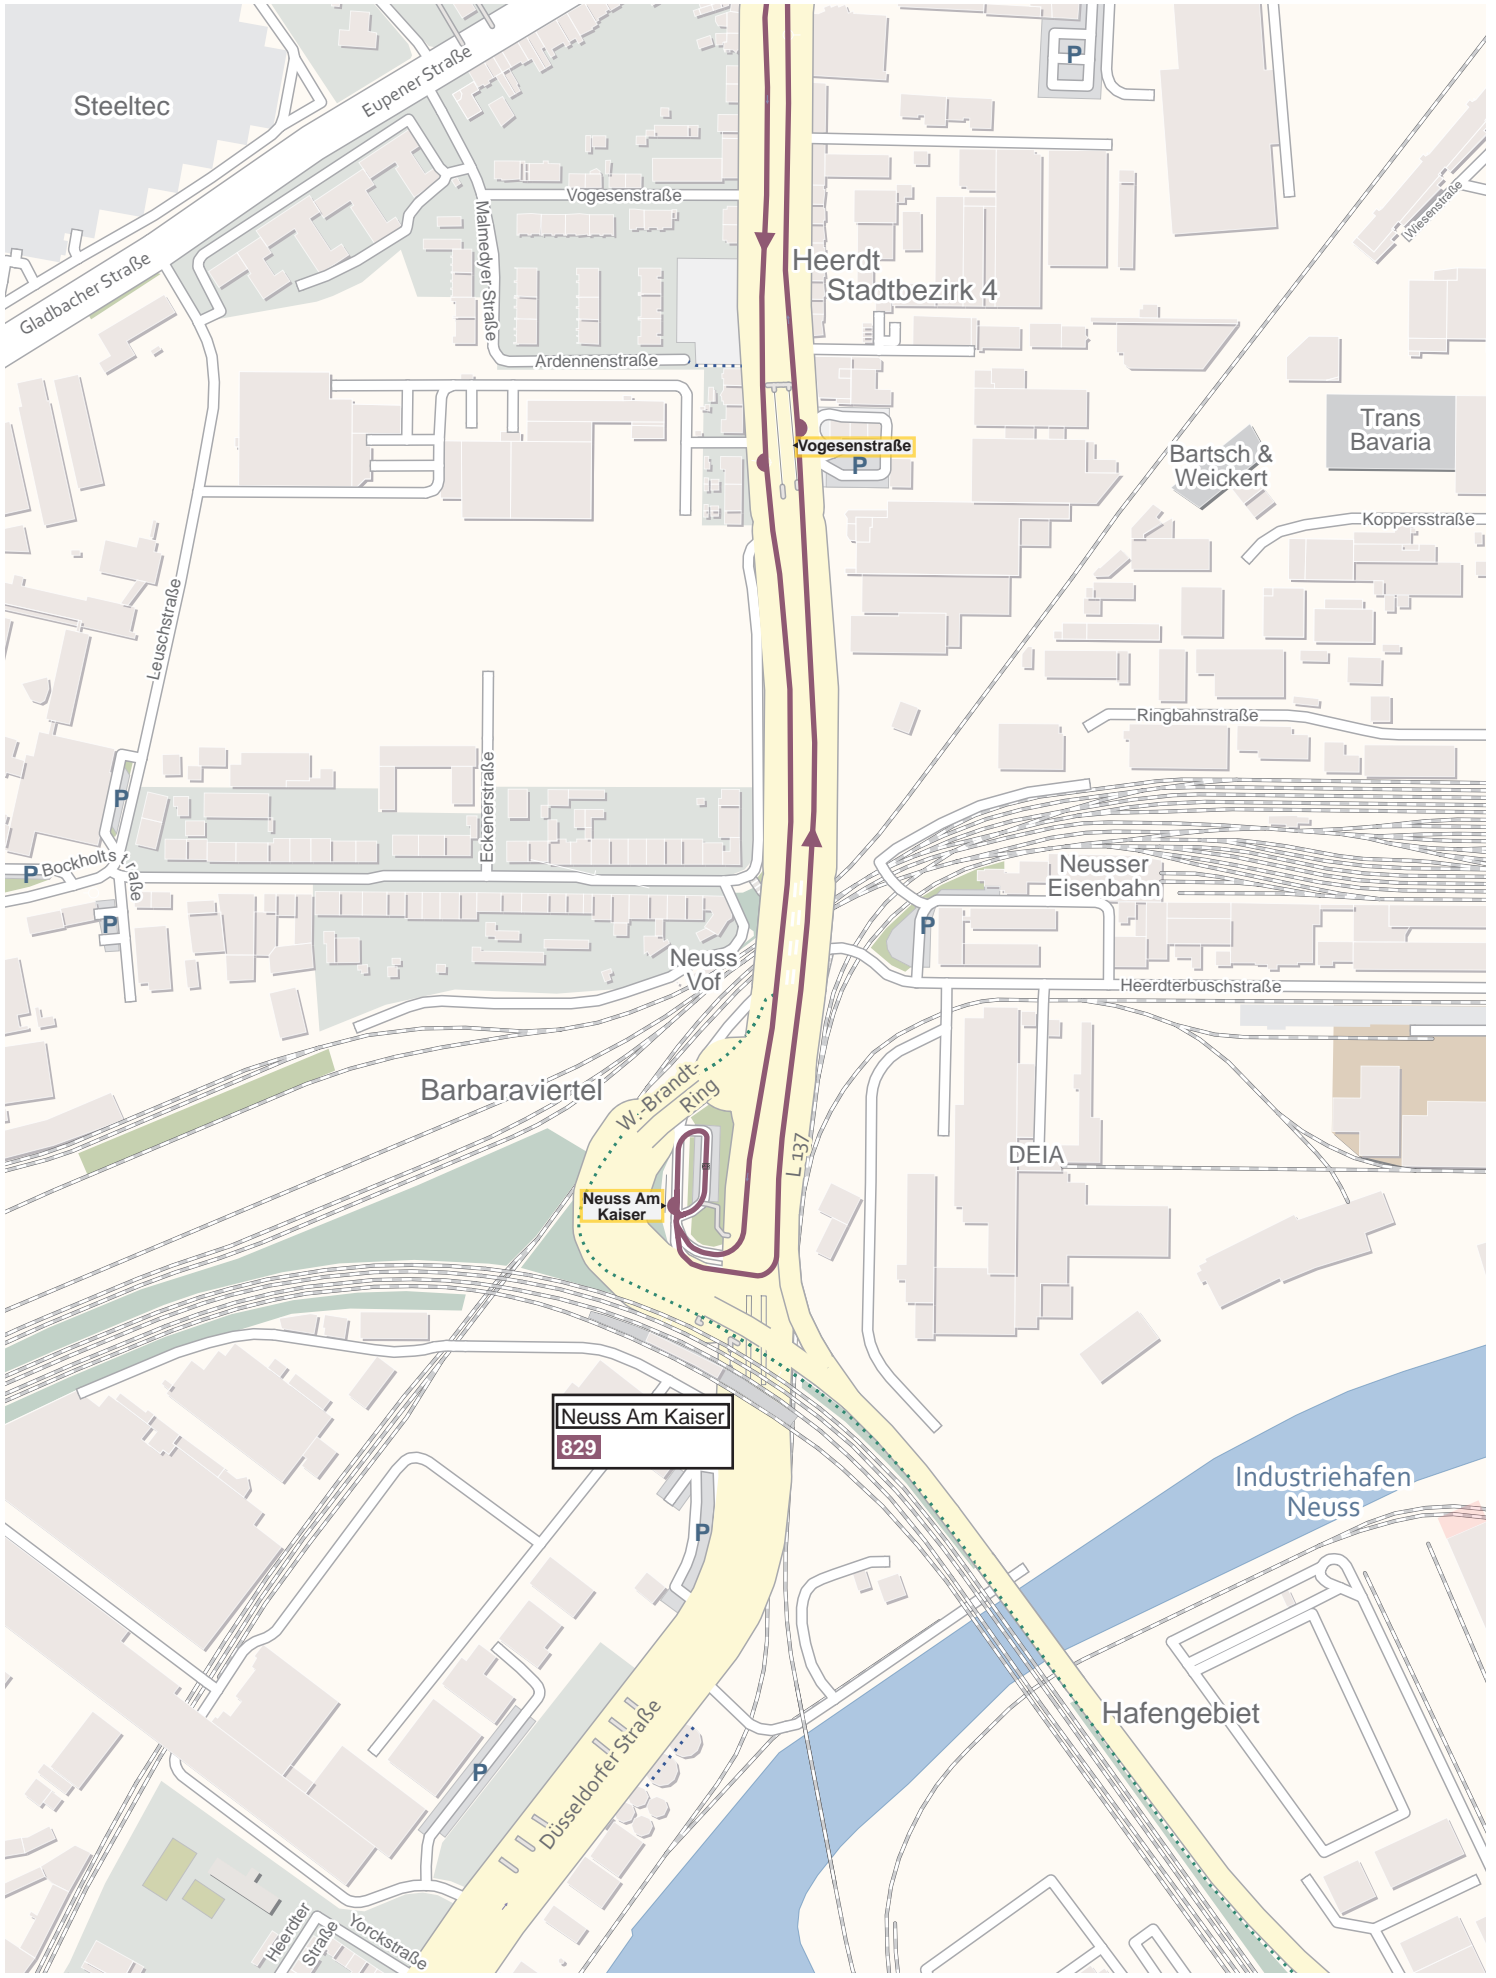 Steeltec
Eupener Straße
P
Gladbacher Straße
Vogesenstraße
Malmedyer Straße
[Wiesenstraße
Heerdt
Stadtbezirk 4
Ardennenstraße
Vogesenstraße
P
Trans
Bavaria
Bartsch &
Weickert
Koppersstraße
Leuschstraße
Ringbahnstraße
Eckenerstraße
P
Bockholtstraße
P
P
Neusser
Eisenbahn
P
Neuss
Vof
Heerdterbuschstraße
Barbaraviertel
W.-Brandt-
Ring
L 137
DEIA
Neuss Am
Kaiser
Neuss Am Kaiser
829
Industriehafen
Neuss
P
Hafengebiet
P
Düsseldorfer Straße
Heerdter
Straße
Yorckstraße